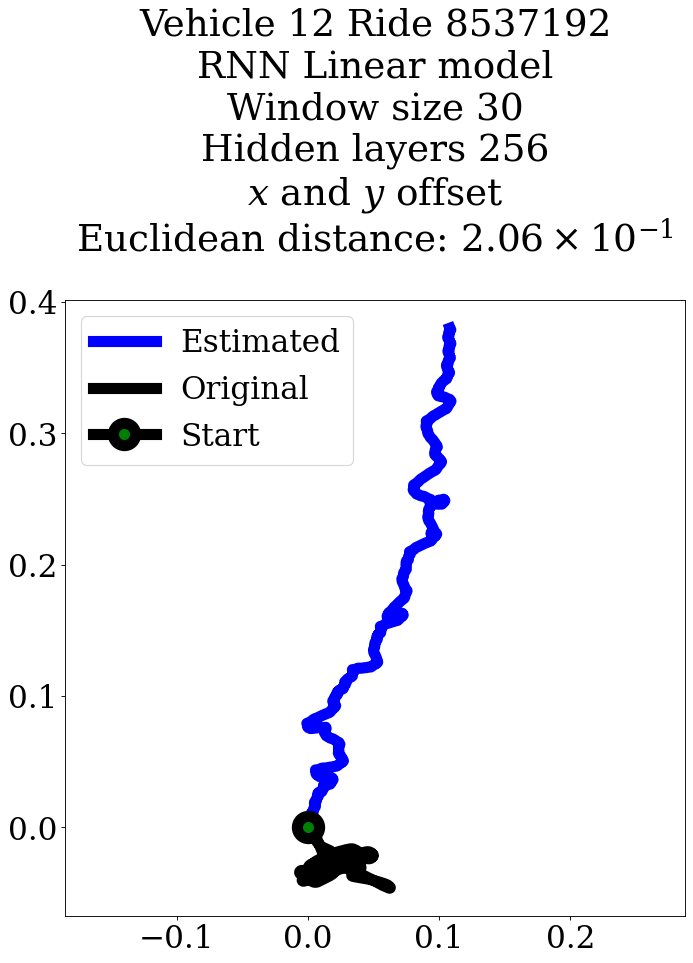 Vehicle 12 Ride 8537192
RNN Linear model
Window size 30
Hidden layers 256
x and y offset
Euclidean distance: 2.06 × 10⁻¹
0.4
0.3
0.2
0.1
0.0
Estimated
Original
Start
−0.1
0.0
0.1
0.2